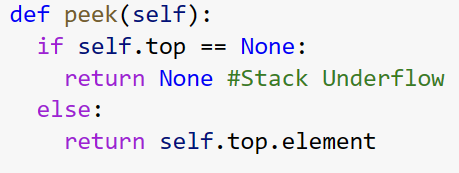 def peek(self):
  if self.top == None:
    return None #Stack Underflow
  else:
    return self.top.element